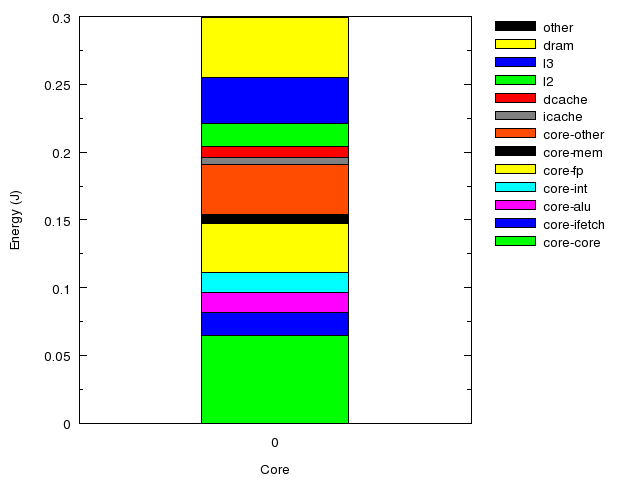 0.3
0.25
0.2
0.15
0.1
0.05
0
Energy (J)
0
Core
other
dram
l3
l2
dcache
icache
core-other
core-mem
core-fp
core-int
core-alu
core-ifetch
core-core